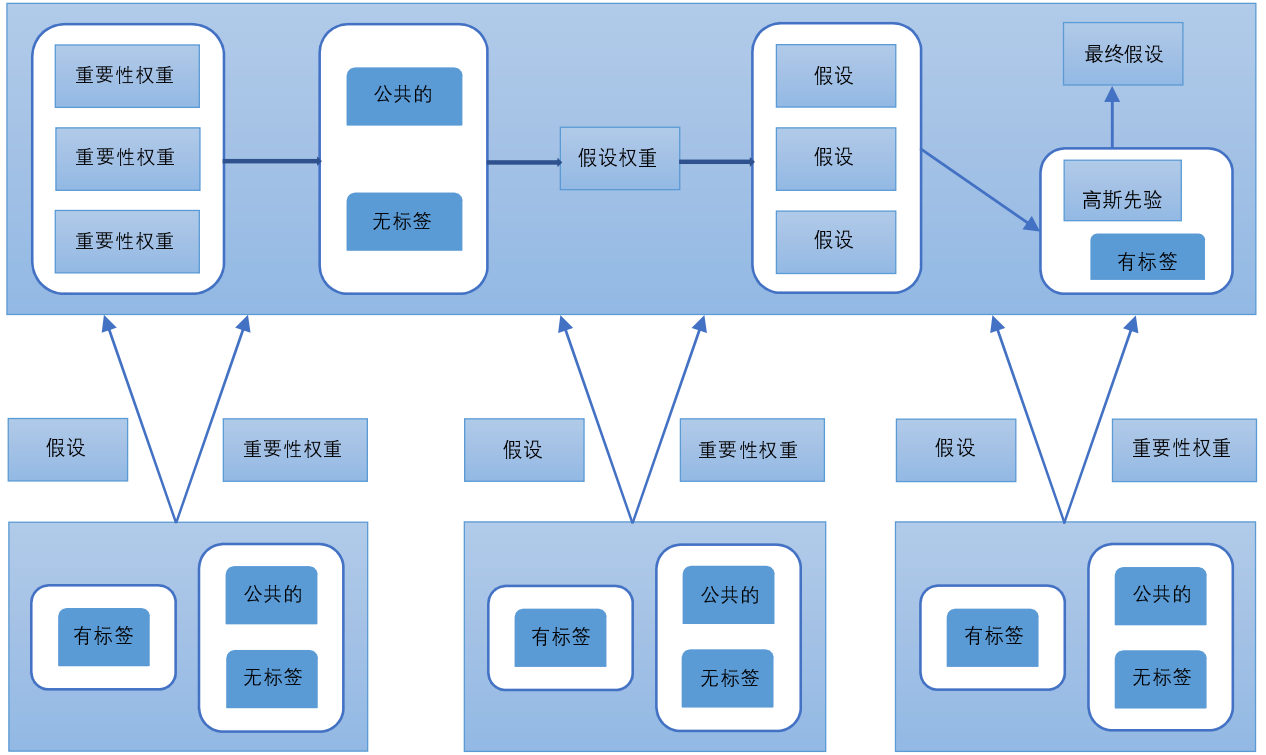 重要性权重
重要性权重
重要性权重
公共的
无标签
假设权重
假设
假设
假设
最终假设
高斯先验
有标签
假设
重要性权重
假设
重要性权重
假设
重要性权重
有标签
公共的
无标签
有标签
公共的
无标签
有标签
公共的
无标签